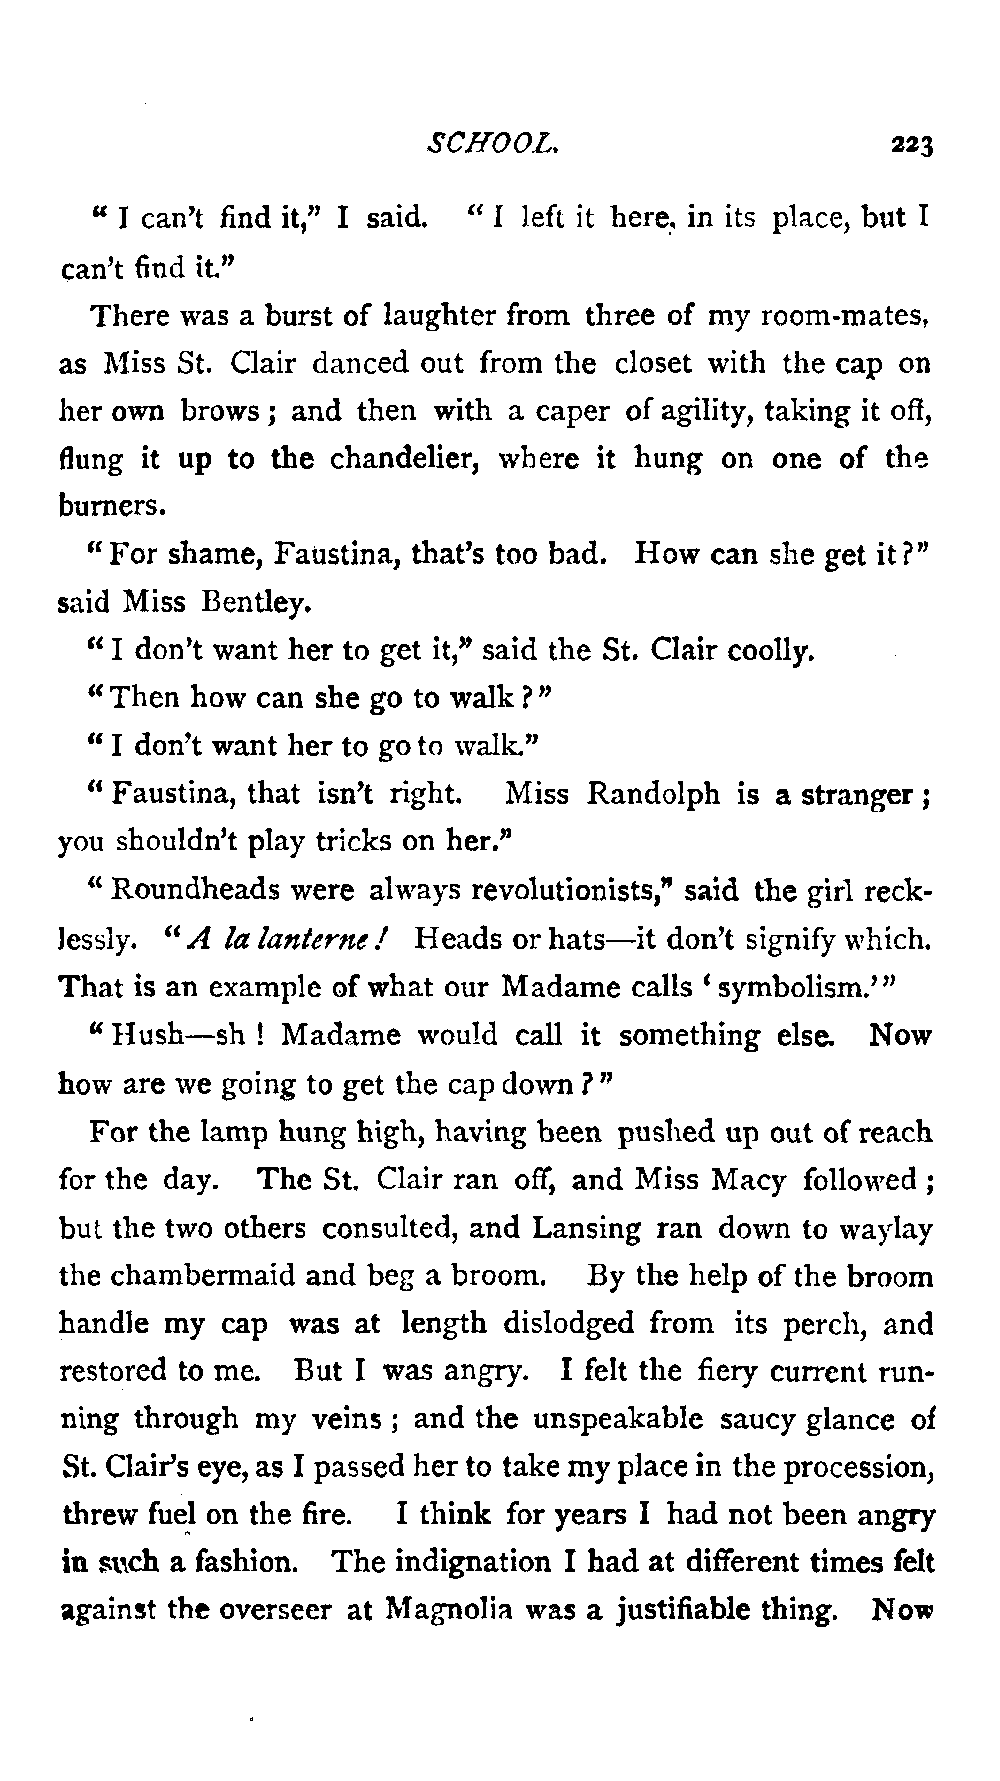 SCHOOL. 223
" I can't find it," I said. " I left it here, in its place, but I
can't find it."
There was a burst of laughter from three of my room-mates,
as Miss St. Clair danced out from the closet with the cap on
her own brows ; and then with a caper of agility, taking it off,
flung it up to the chandelier, where it hung on one of the
burners.
" For shame, Faustina, that's too bad. How can she get it ?"
said Miss Bentley.
" I don't want her to get it," said the St. Clair coolly.
" Then how can she go to walk ? "
" I don't want her to go to walk."
" Faustina, that isn't right. Miss Randolph is a stranger ;
you shouldn't play tricks on her."
" Roundheads were always revolutionists," said the girl reck-
lessly. " A la lanterne ! Heads or hats—it don't signify which.
That is an example of what our Madame calls ' symbolism.' "
" Hush—sh ! Madame would call it something else. Now
how are we going to get the cap down ? "
For the lamp hung high, having been pushed up out of reach
for the day. The St. Clair ran off, and Miss Macy followed ;
but the two others consulted, and Lansing ran down to waylay
the chambermaid and beg a broom. By the help of the broom
handle my cap was at length dislodged from its perch, and
restored to me. But I was angry. I felt the fiery current run-
ning through my veins ; and the unspeakable saucy glance of
St. Clair's eye, as I passed her to take my place in the procession,
threw fuel on the fire. I think for years I had not been angry
in such a fashion. The indignation I had at different times felt
against the overseer at Magnolia was a justifiable thing. Now